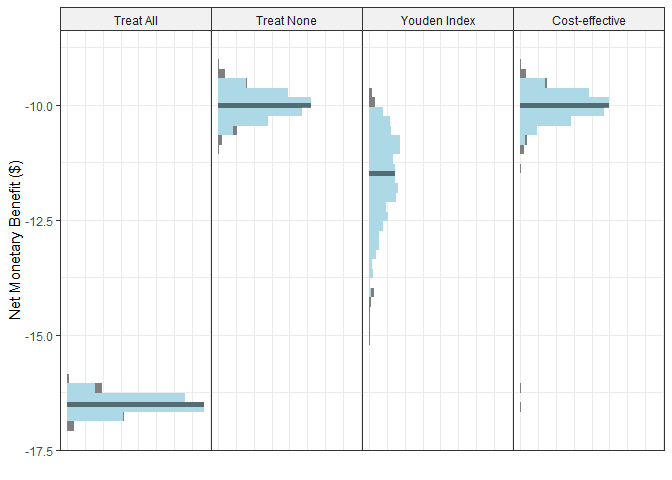 Treat All
Treat None
Youden Index
Cost-effective
Net Monetary Benefit ($)
-10.0
-12.5
-15.0
-17.5